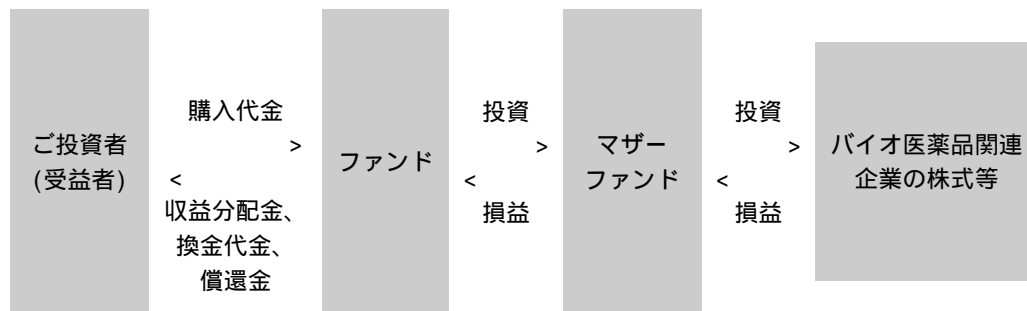 ご投資者
(受益者)
購入代金
>
<
収益分配金、
換金代金、
償還金
ファンド
投資
>
<
損益
マザー
ファンド
投資
>
<
損益
バイオ医薬品関連
企業の株式等